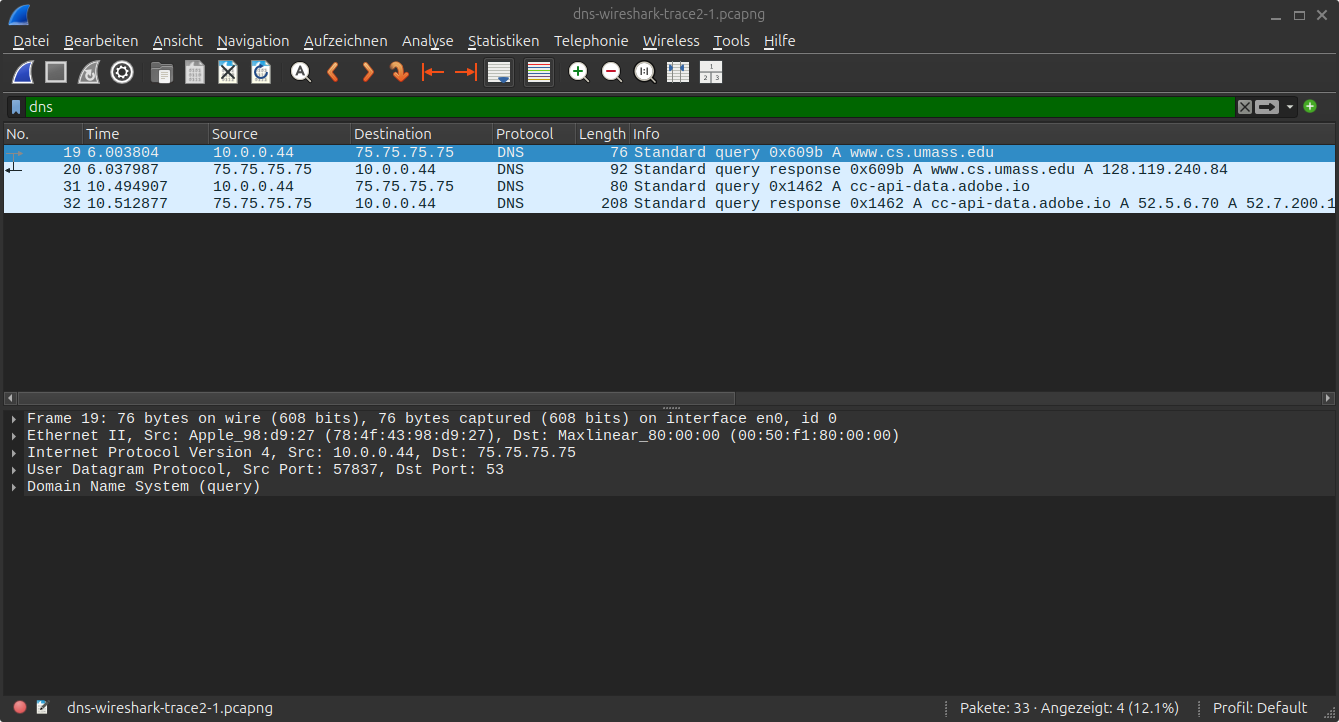 dns-wireshark-trace2-1.pcapng
Datei Bearbeiten Ansicht Navigation Aufzeichnen Analyse Statistiken Telephonie Wireless Tools Hilfe
dns
No. Time Source Destination Protocol Length Info
19 6.003804 10.0.0.44 75.75.75.75 DNS 76 Standard query 0x609b A www.cs.umass.edu
20 6.037987 75.75.75.75 10.0.0.44 DNS 92 Standard query response 0x609b A www.cs.umass.edu A 128.119.240.84
31 10.494907 10.0.0.44 75.75.75.75 DNS 80 Standard query 0x1462 A cc-api-data.adobe.io
32 10.512877 75.75.75.75 10.0.0.44 DNS 208 Standard query response 0x1462 A cc-api-data.adobe.io A 52.5.6.70 A 52.7.200.1
Frame 19: 76 bytes on wire (608 bits), 76 bytes captured (608 bits) on interface en0, id 0
Ethernet II, Src: Apple_98:d9:27 (78:4f:43:98:d9:27), Dst: Maxlinear_80:00:00 (00:50:f1:80:00:00)
Internet Protocol Version 4, Src: 10.0.0.44, Dst: 75.75.75.75
User Datagram Protocol, Src Port: 57837, Dst Port: 53
Domain Name System (query)
dns-wireshark-trace2-1.pcapng Pakete: 33 · Angezeigt: 4 (12.1%) Profil: Default